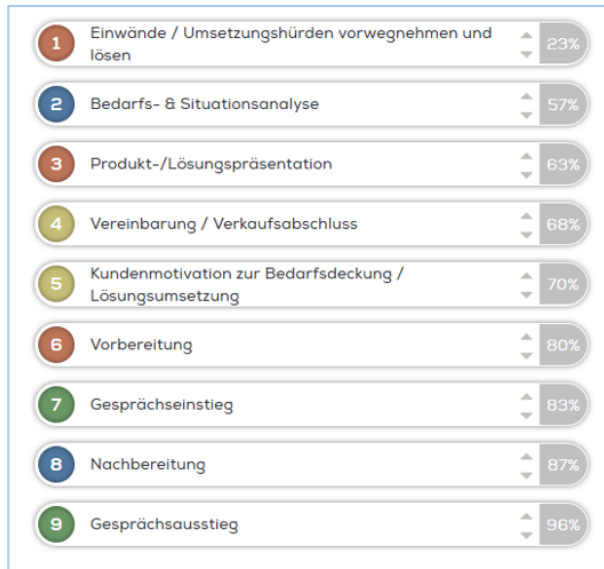 1 Einwände / Umsetzungshürden vorwegnehmen und 23%
lösen
2 Bedarfs- & Situationsanalyse 57%
3 Produkt-/Lösungspräsentation 63%
4 Vereinbarung / Verkaufsabschluss 68%
5 Kundenmotivation zur Bedarfsdeckung / 70%
Lösungsumsetzung
6 Vorbereitung 80%
7 Gesprächseinstieg 83%
8 Nachbereitung 87%
9 Gesprächsausstieg 96%